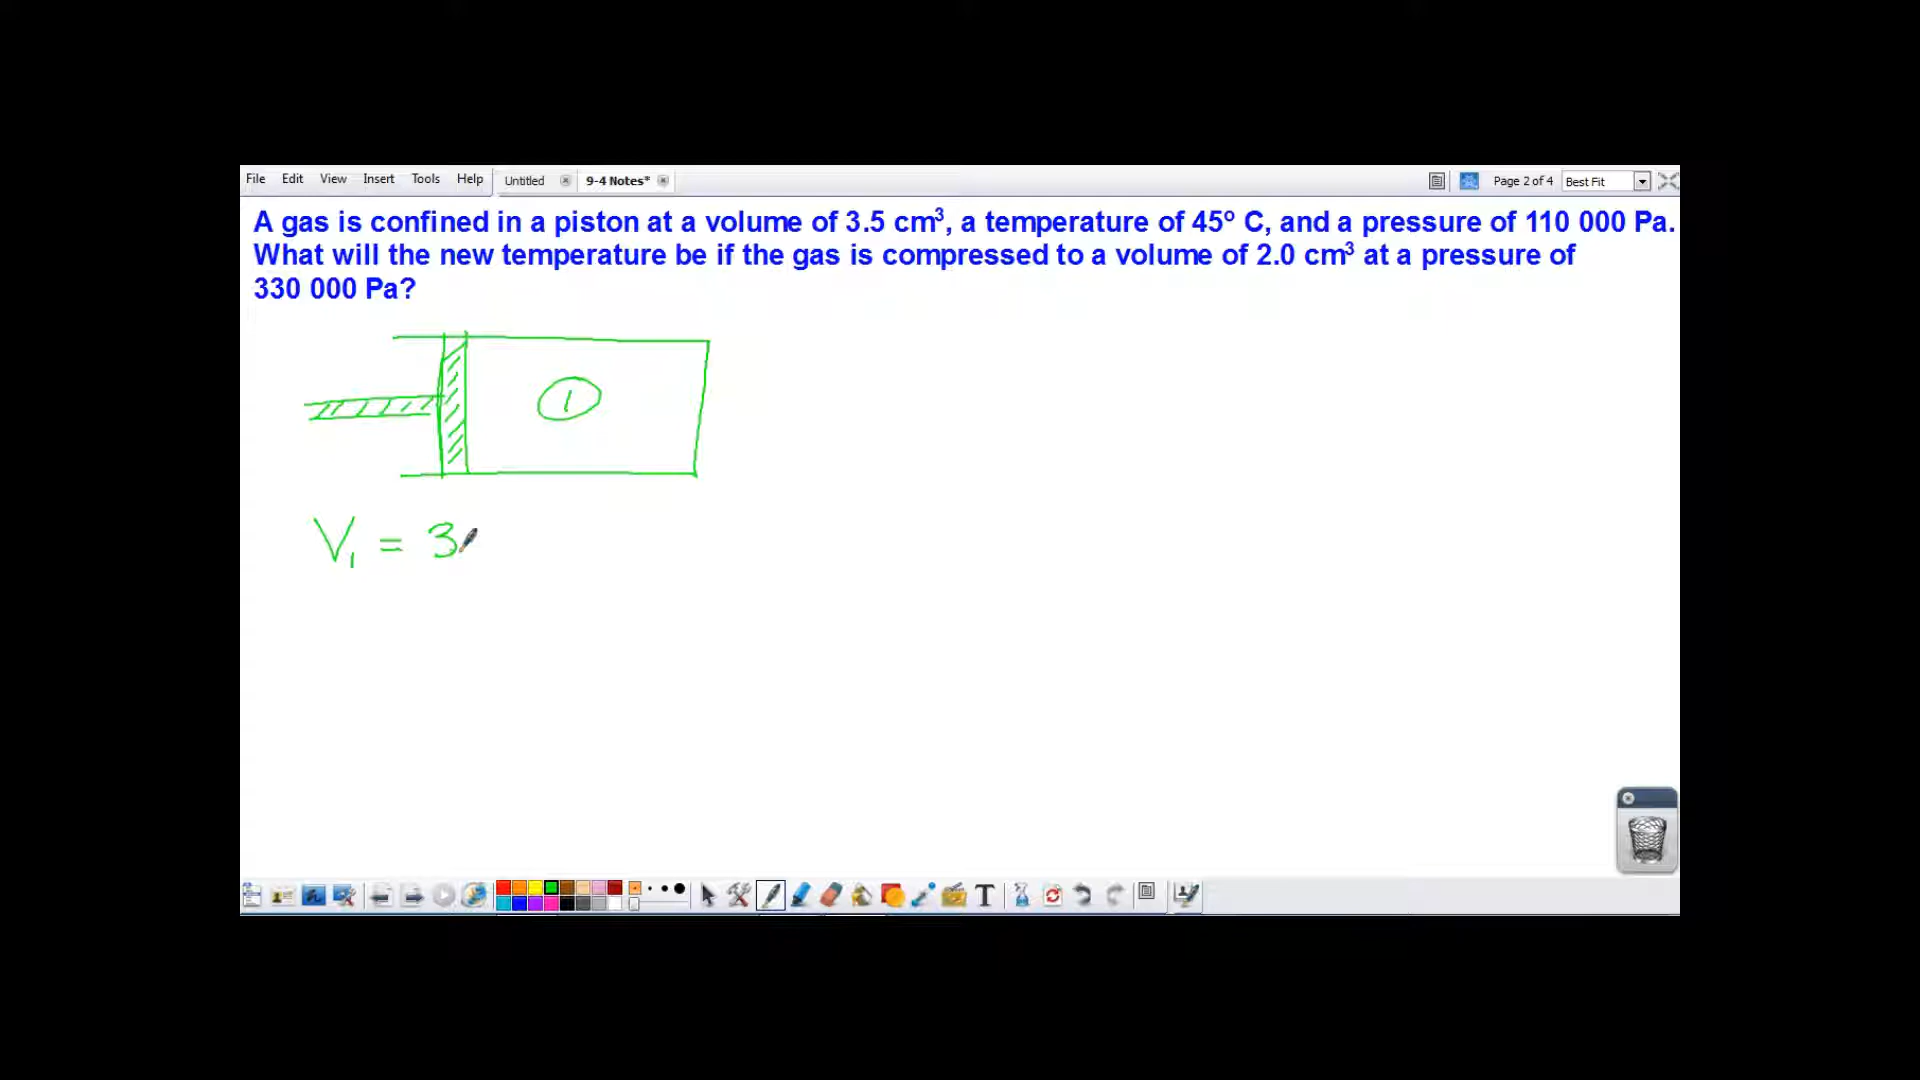 File Edit View Insert Tools Help Untitled 9-4 Notes* Page 2 of 4 Best Fit
A gas is confined in a piston at a volume of 3.5 cm³, a temperature of 45º C, and a pressure of 110 000 Pa.
What will the new temperature be if the gas is compressed to a volume of 2.0 cm³ at a pressure of
330 000 Pa?
1
V₁ = 3.
T